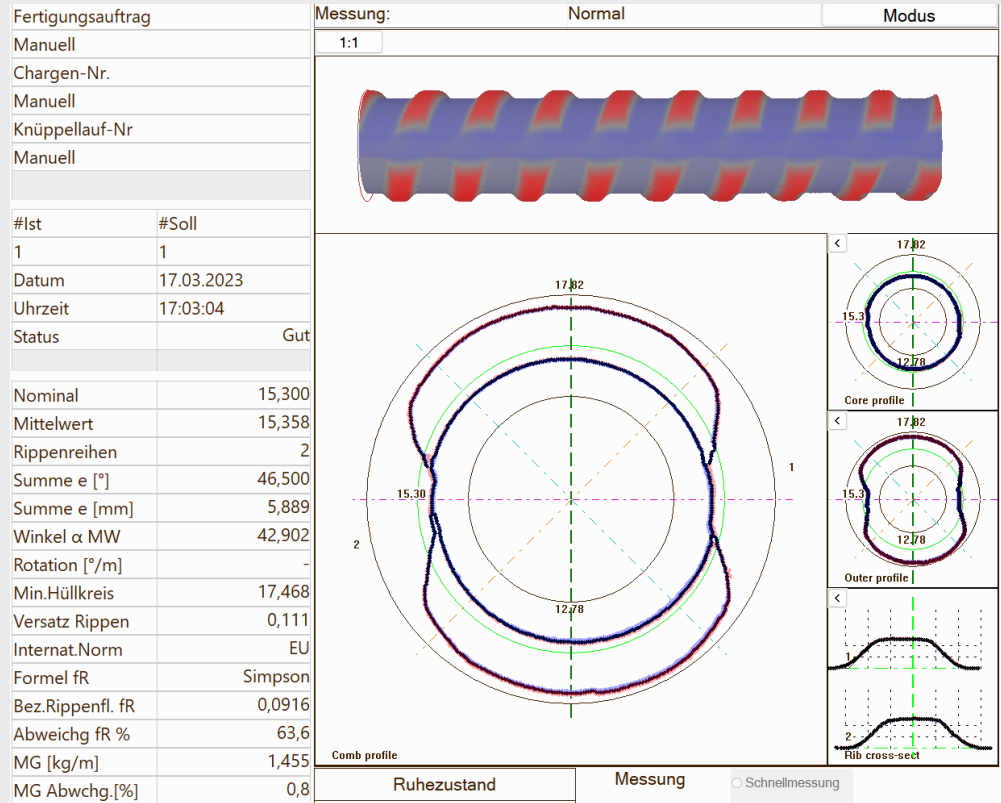 Fertigungsauftrag
Manuell
Chargen-Nr.
Manuell
Knüppellauf-Nr
Manuell
#Ist #Soll
1 1
Datum 17.03.2023
Uhrzeit 17:03:04
Status Gut
Nominal 15,300
Mittelwert 15,358
Rippenreihen 2
Summe e [°] 46,500
Summe e [mm] 5,889
Winkel α MW 42,902
Rotation [°/m] -
Min.Hüllkreis 17,468
Versatz Rippen 0,111
Internat.Norm EU
Formel fR Simpson
Bez.Rippenfl. fR 0,0916
Abweichg fR % 63,6
MG [kg/m] 1,455
MG Abwchg.[%] 0,8
Messung: Normal Modus
1:1
17.82
15.30
1
2
12.78
Comb profile
<
17.82
15.3
12.78
Core profile
<
17.82
15.3
12.78
Outer profile
<
1
2
Rib cross-sect
Ruhezustand Messung Schnellmessung